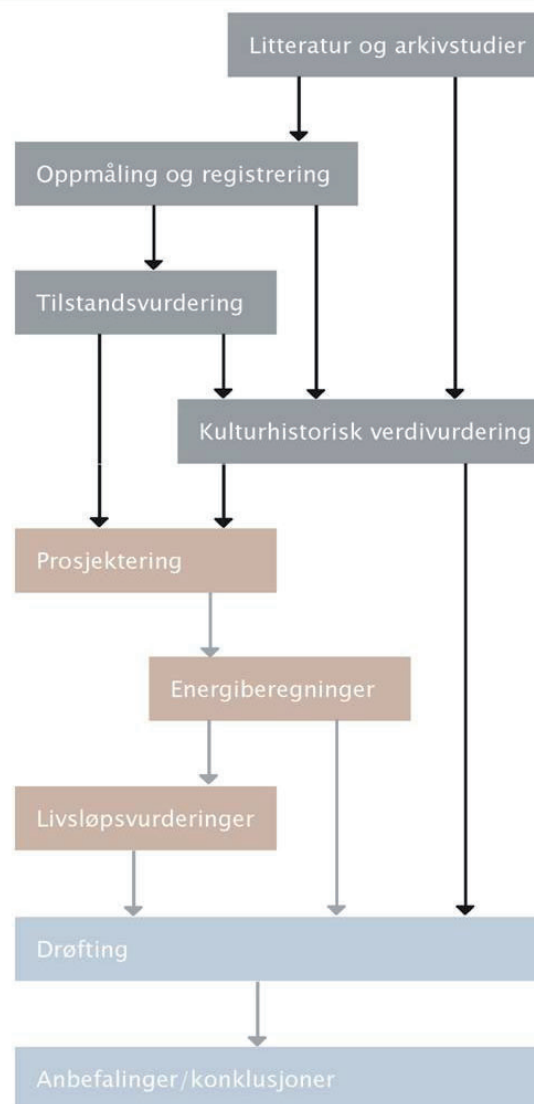 Litteratur og arkivstudier
Oppmåling og registrering
Tilstandsvurdering
Kulturhistorisk verdivurdering
Prosjektering
Energiberegninger
Livsløpsvurderinger
Drøfting
Anbefalinger/konklusjoner